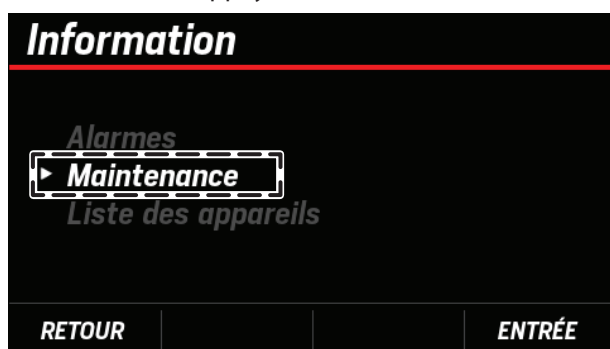 Information
Alarmes
Maintenance
Liste des appareils
RETOUR
ENTRÉE